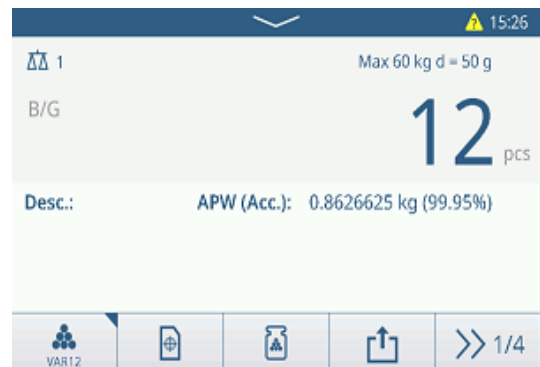 15:26
1
Max 60 kg d = 50 g
B/G
12 pcs
Desc.: APW (Acc.): 0.8626625 kg (99.95%)
VAR12
1/4